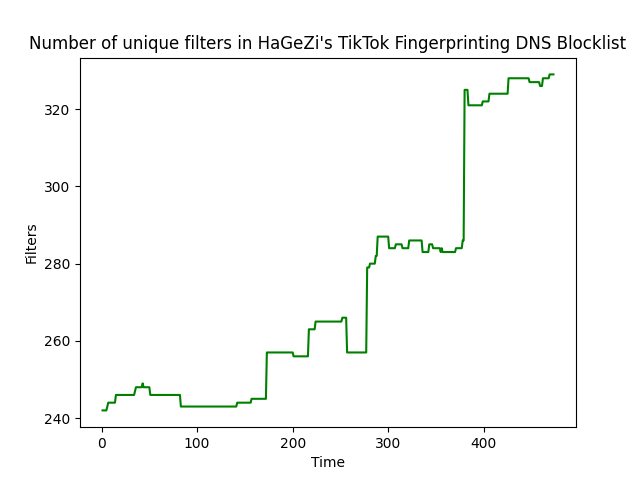 Number of unique filters in HaGeZi's TikTok Fingerprinting DNS Blocklist
320
300
280
260
240
Filters
0 100 200 300 400
Time